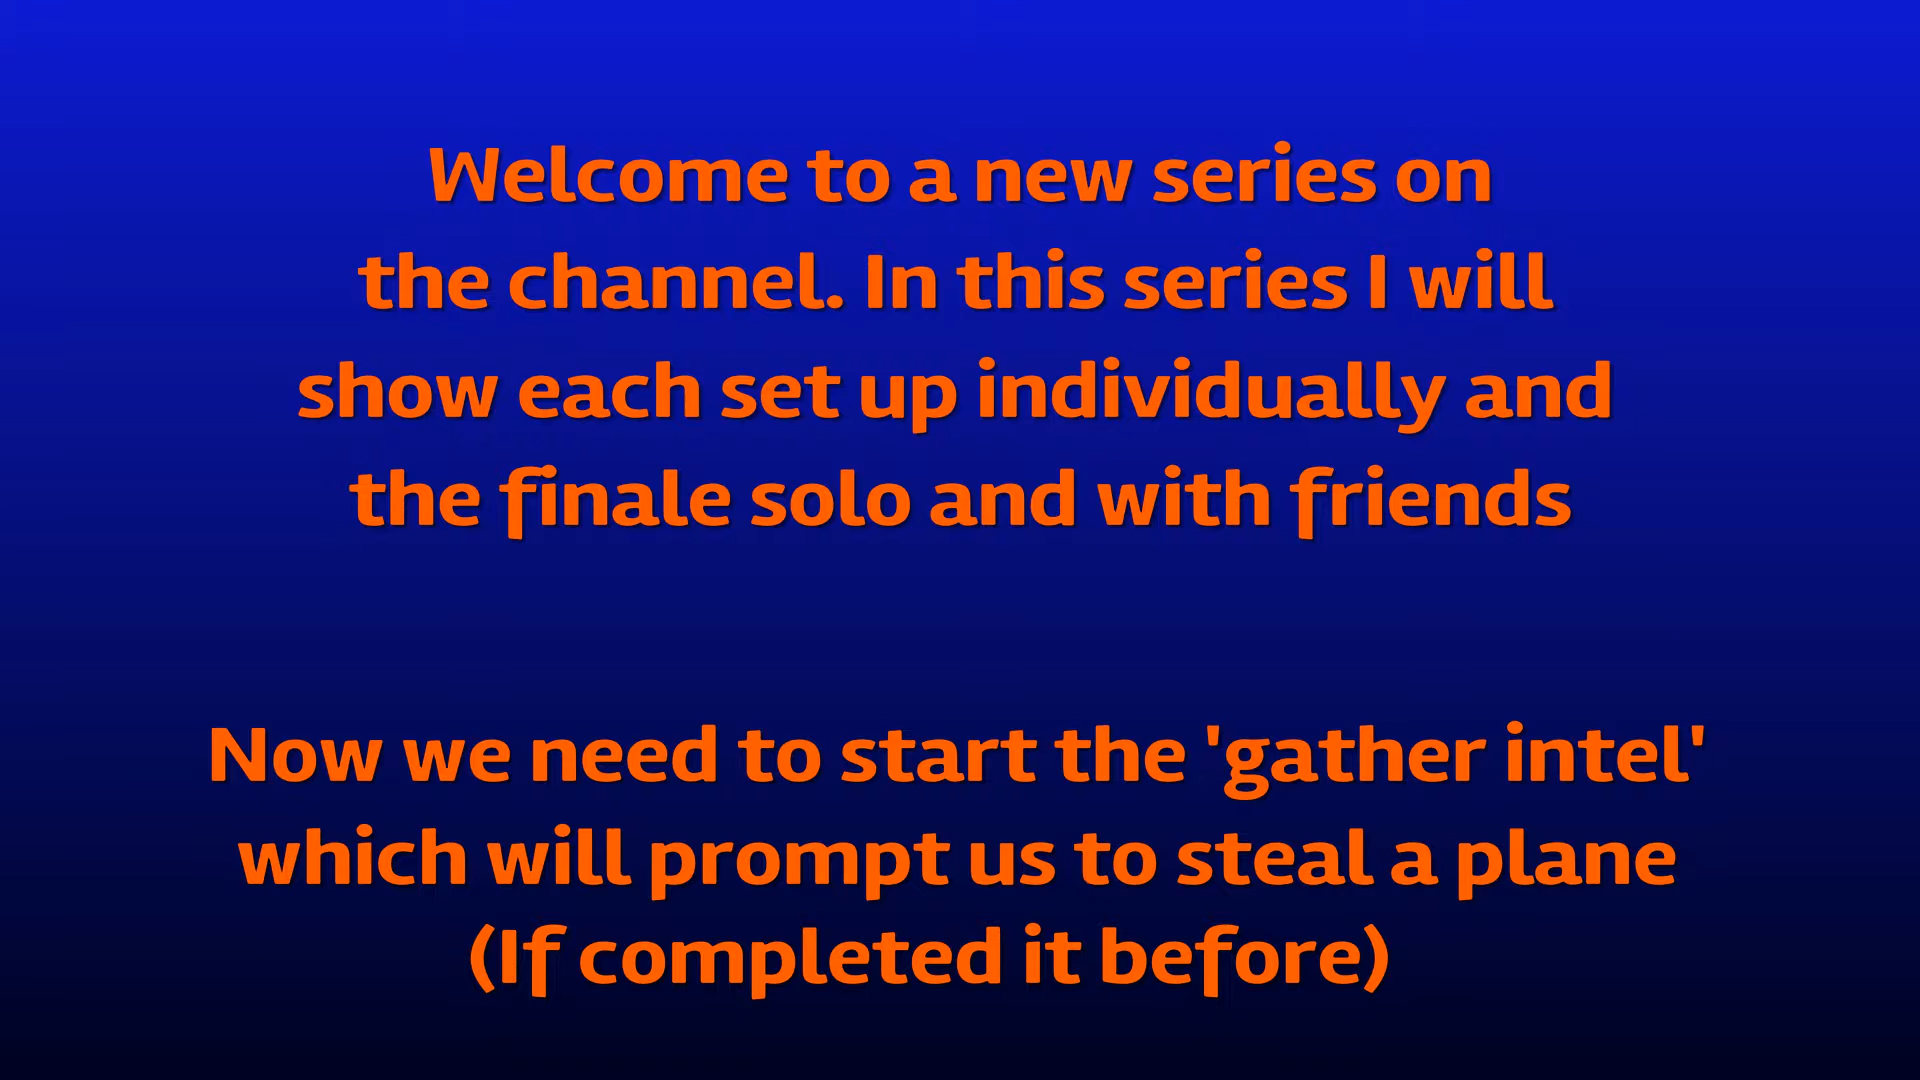 Welcome to a new series on
the channel. In this series I will
show each set up individually and
the finale solo and with friends
Now we need to start the 'gather intel'
which will prompt us to steal a plane
(If completed it before)